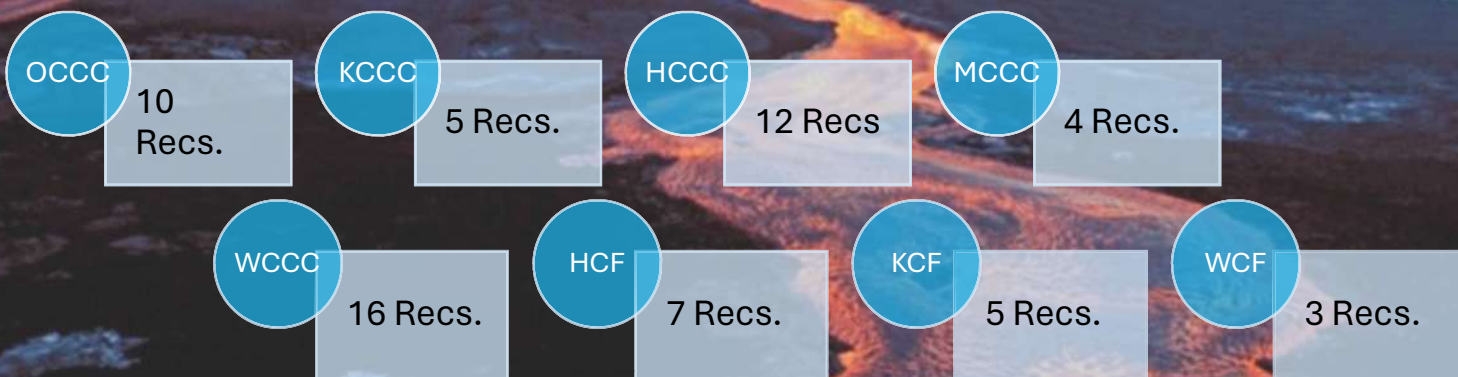 OCCC
10
Recs.
KCCC
5 Recs.
HCCC
12 Recs
MCCC
4 Recs.
WCCC
16 Recs.
HCF
7 Recs.
KCF
5 Recs.
WCF
3 Recs.